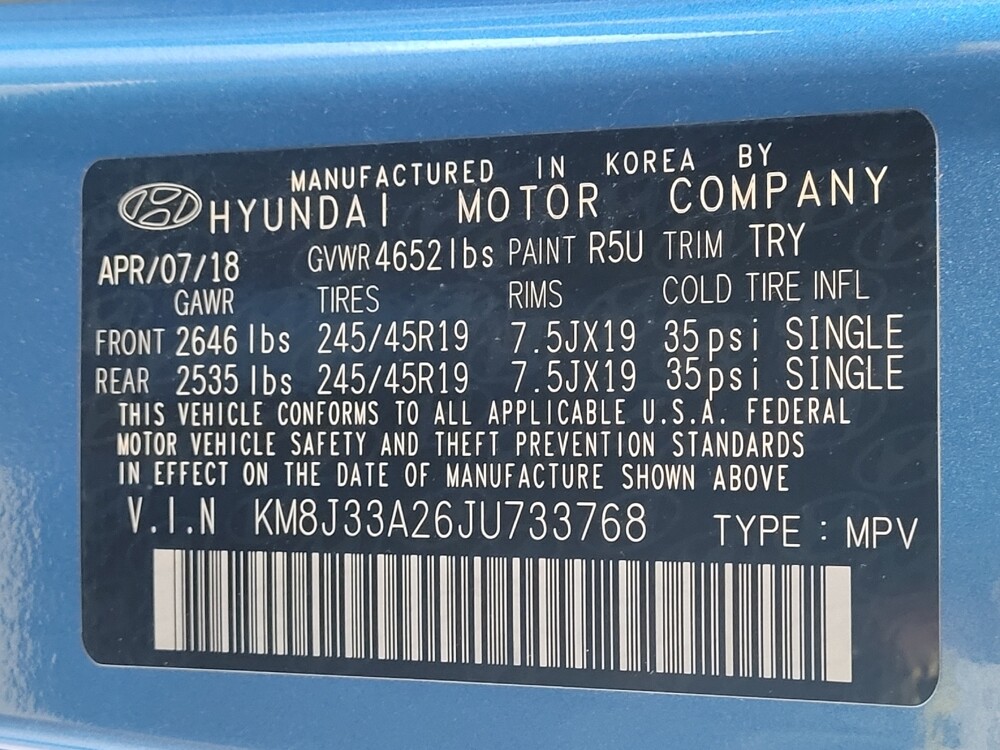 MANUFACTURED IN KOREA BY
HYUNDAI MOTOR COMPANY
APR/07/18 GVWR 4652 lbs PAINT R5U TRIM TRY
GAWR TIRES RIMS COLD TIRE INFL
FRONT 2646 lbs 245/45R19 7.5JX19 35psi SINGLE
REAR 2535 lbs 245/45R19 7.5JX19 35psi SINGLE
THIS VEHICLE CONFORMS TO ALL APPLICABLE U.S.A. FEDERAL
MOTOR VEHICLE SAFETY AND THEFT PREVENTION STANDARDS
IN EFFECT ON THE DATE OF MANUFACTURE SHOWN ABOVE
V.I.N KM8J33A26JU733768 TYPE : MPV